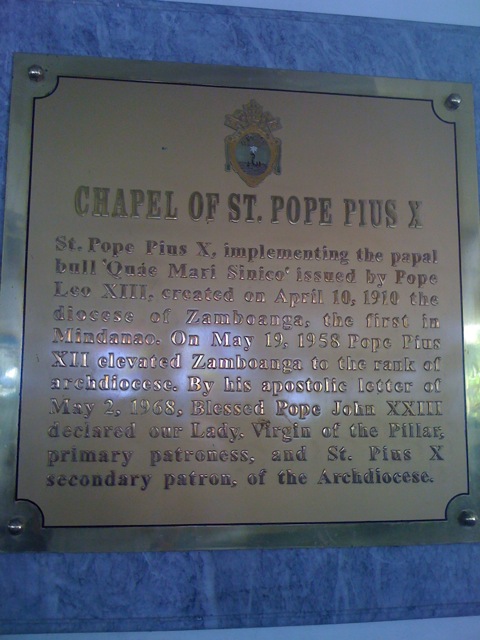 CHAPEL OF ST. POPE PIUS X
St. Pope Pius X, implementing the papal
bull 'Quae Mari Sinico' issued by Pope
Leo XIII, created on April 10, 1910 the
diocese of Zamboanga, the first in
Mindanao. On May 19, 1958 Pope Pius
XII elevated Zamboanga to the rank of
archdiocese. By his apostolic letter of
May 2, 1968, Blessed Pope John XXIII
declared our Lady, Virgin of the Pillar,
primary patroness, and St. Pius X
secondary patron, of the Archdiocese.